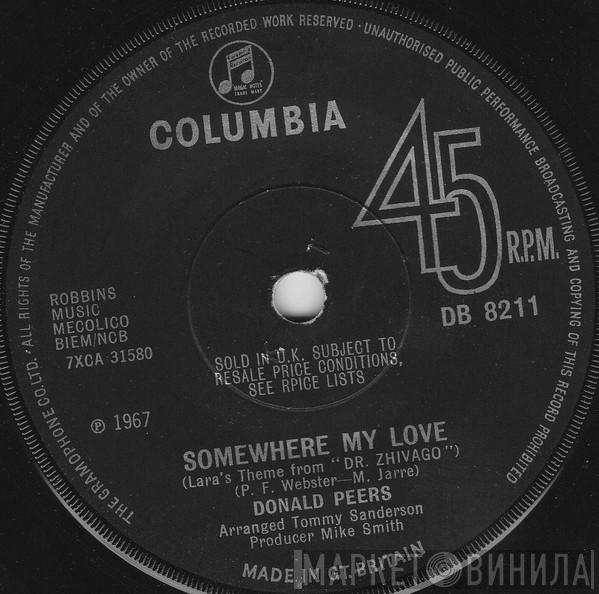 ALL RIGHTS OF THE MANUFACTURER AND OF THE OWNER OF THE RECORDED WORK RESERVED · UNAUTHORISED PUBLIC PERFORMANCE BROADCASTING AND COPYING OF THIS RECORD PROHIBITED
THE GRAMOPHONE CO. LTD.
MAGIC NOTES
TRADE MARK
COLUMBIA
45
R.P.M.
DB 8211
ROBBINS
MUSIC
MECOLICO
BIEM/NCB
7XCA 31580
SOLD IN U.K. SUBJECT TO
RESALE PRICE CONDITIONS,
SEE RPICE LISTS
Ⓟ 1967
SOMEWHERE MY LOVE
(Lara's Theme from "DR. ZHIVAGO")
(P. F. Webster—M. Jarre)
DONALD PEERS
Arranged Tommy Sanderson
Producer Mike Smith
MADE IN GT. BRITAIN
МАРКЕТ ВИНИЛА